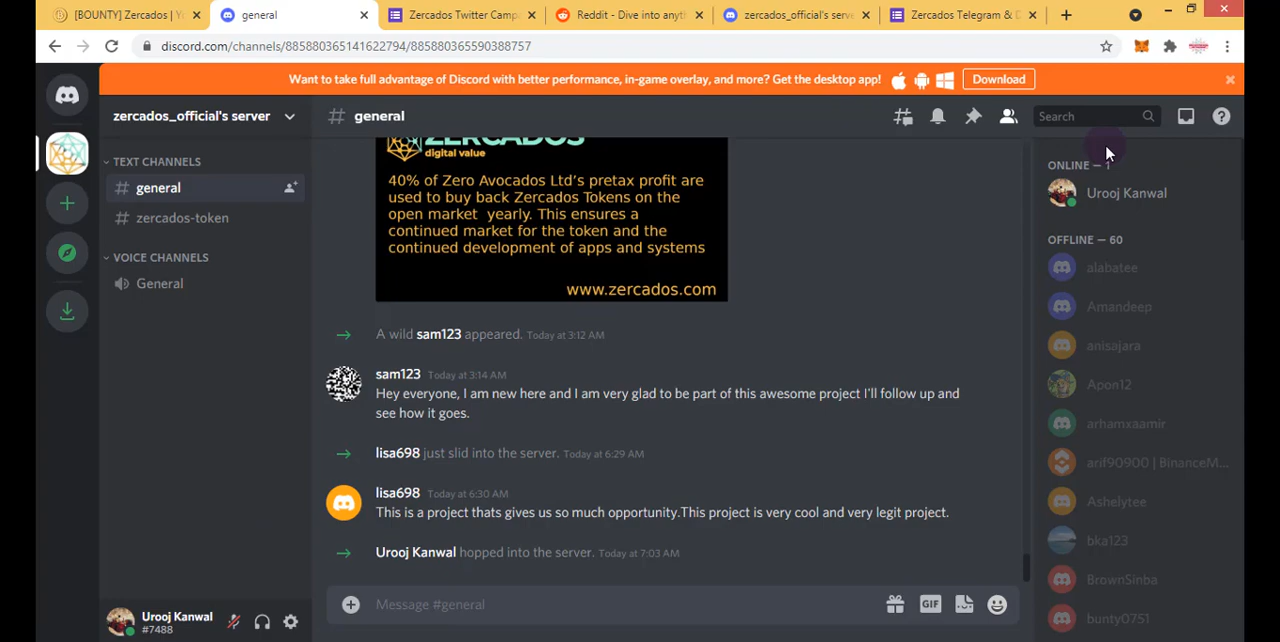 [BOUNTY] Zercados | Y
general
Zercados Twitter Camp
Reddit - Dive into anyt
zercados_official's serve
Zercados Telegram & D
discord.com/channels/885880365141622794/885880365590388757
Want to take full advantage of Discord with better performance, in-game overlay, and more? Get the desktop app!
Download
zercados_official's server
# general
Search
TEXT CHANNELS
# general
# zercados-token
VOICE CHANNELS
General
ZERCADOS
digital value
40% of Zero Avocados Ltd's pretax profit are
used to buy back Zercados Tokens on the
open market yearly. This ensures a
continued market for the token and the
continued development of apps and systems
www.zercados.com
A wild sam123 appeared. Today at 3:12 AM
sam123 Today at 3:14 AM
Hey everyone, I am new here and I am very glad to be part of this awesome project I'll follow up and
see how it goes.
lisa698 just slid into the server. Today at 6:29 AM
lisa698 Today at 6:30 AM
This is a project thats gives us so much opportunity.This project is very cool and very legit project.
Urooj Kanwal hopped into the server. Today at 7:03 AM
Message #general
GIF
Urooj Kanwal
#7488
ONLINE — 1
Urooj Kanwal
OFFLINE — 60
alabatee
Amandeep
anisajara
Apon12
arhamxaamir
arif90900 | BinanceM...
Ashelytee
bka123
BrownSinba
bunty0751